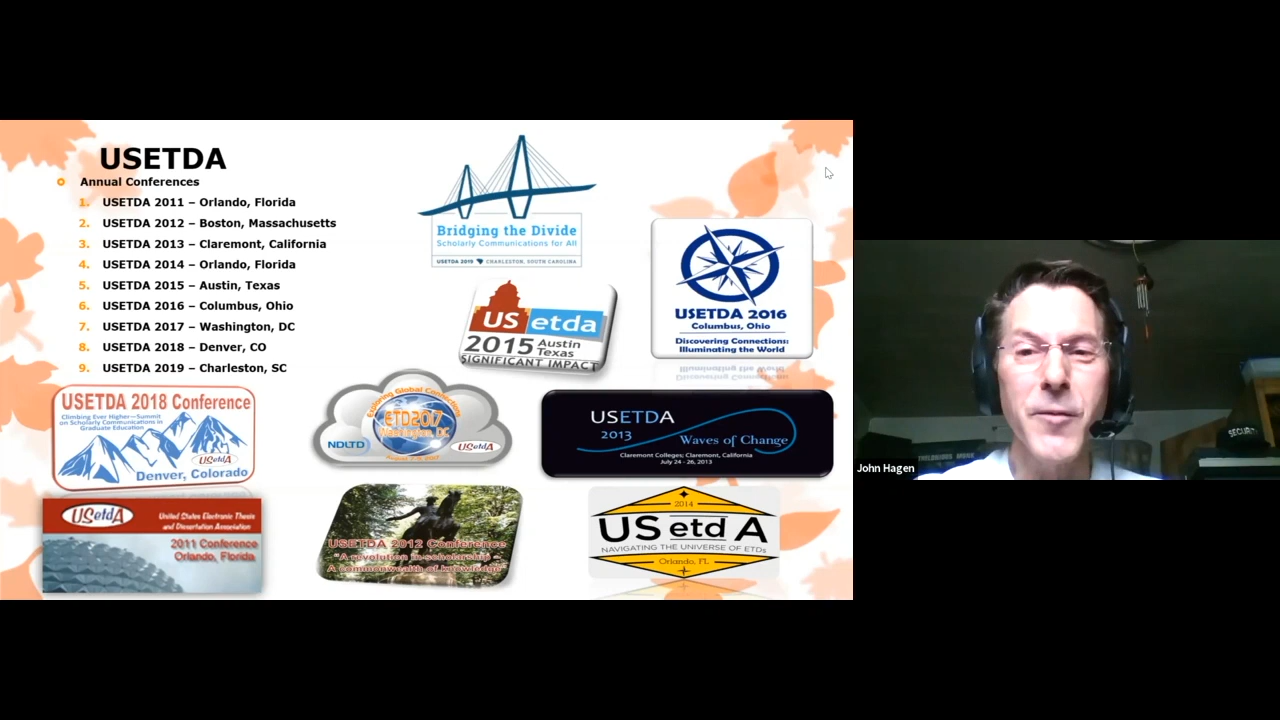 USETDA
Annual Conferences
1. USETDA 2011 – Orlando, Florida
2. USETDA 2012 – Boston, Massachusetts
3. USETDA 2013 – Claremont, California
4. USETDA 2014 – Orlando, Florida
5. USETDA 2015 – Austin, Texas
6. USETDA 2016 – Columbus, Ohio
7. USETDA 2017 – Washington, DC
8. USETDA 2018 – Denver, CO
9. USETDA 2019 – Charleston, SC
Bridging the Divide
Scholarly Communications for All
USETDA 2019 CHARLESTON, SOUTH CAROLINA
US etda
2015 Austin
Texas
SIGNIFICANT IMPACT
USETDA 2016
Columbus, Ohio
Discovering Connections:
Illuminating the World
USETDA 2018 Conference
Climbing Ever Higher—Summit
on Scholarly Communications in
Graduate Education
USetdA
Denver, Colorado
Exploring Global Connections
ETD2017
Washington, DC
NDLTD
USetdA
USETDA
2013
Waves of Change
Claremont Colleges; Claremont, California
July 24 - 26, 2013
USetdA
United States Electronic Thesis
and Dissertation Association
2011 Conference
Orlando, Florida
USETDA 2012 Conference
"A revolution in scholarship –
A commonwealth of knowledge"
2014
US etd A
NAVIGATING THE UNIVERSE OF ETDs
Orlando, FL
John Hagen